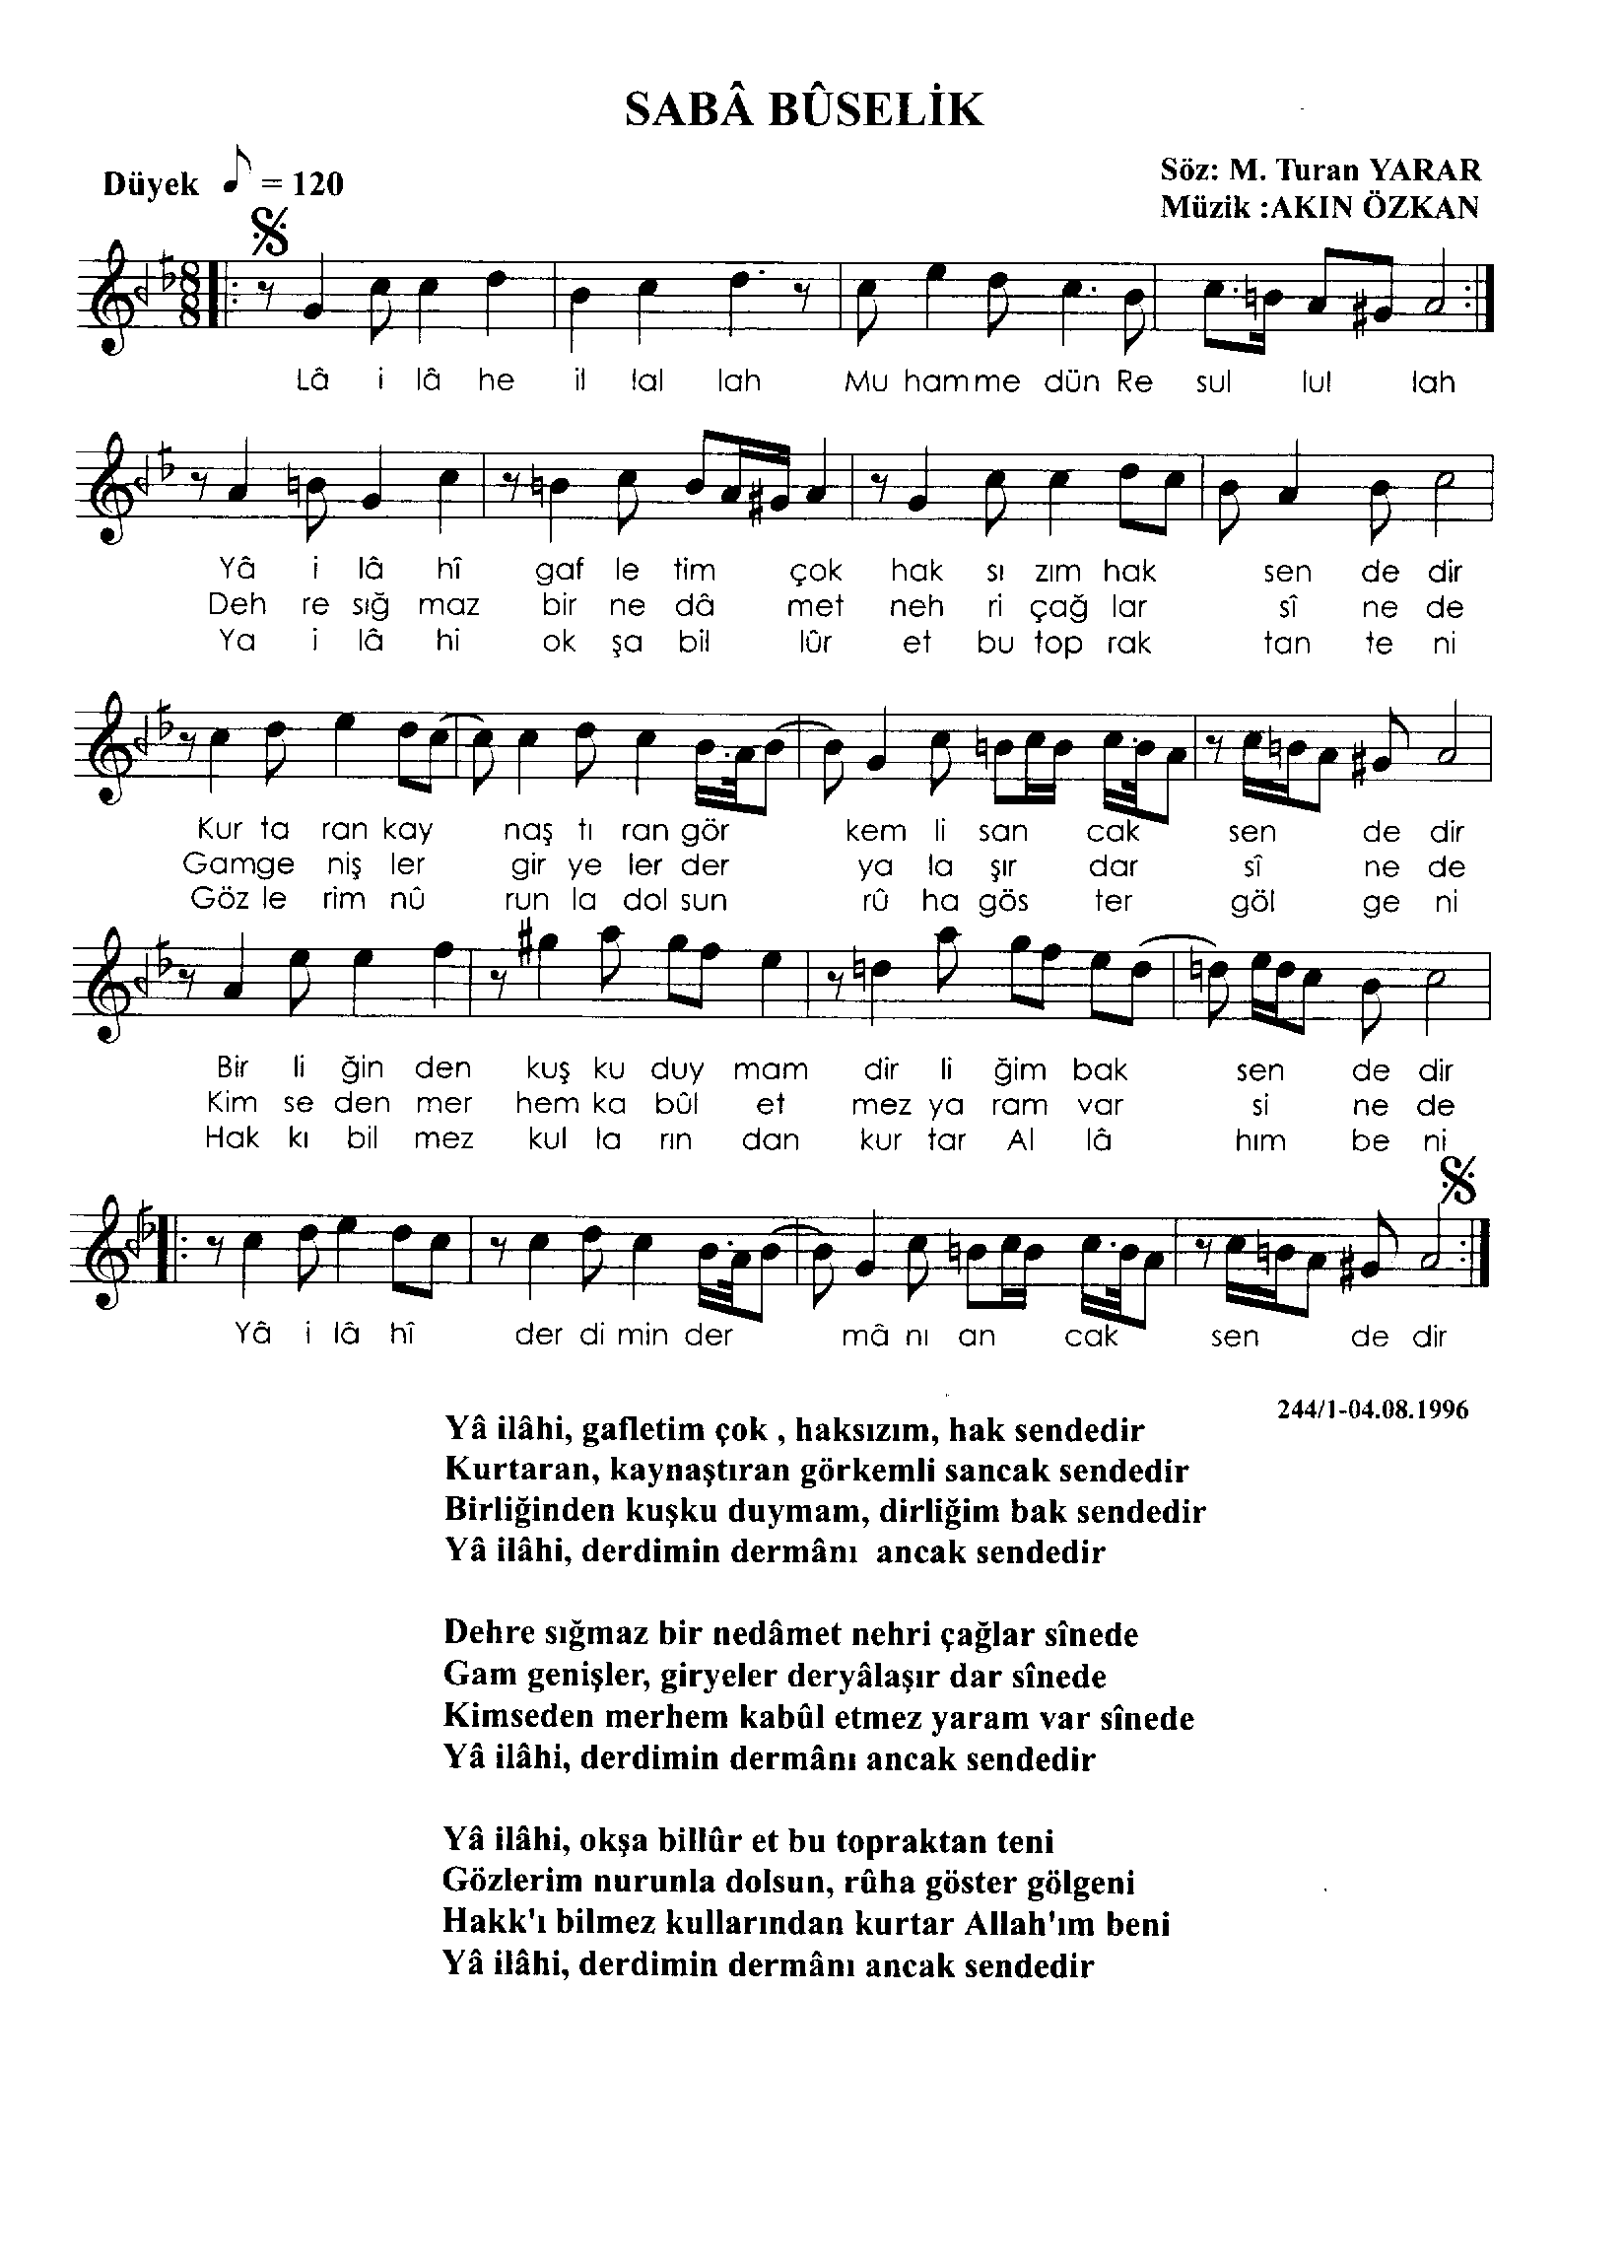 SABÂ BÛSELİK
Düyek ♪ = 120
Söz: M. Turan YARAR
Müzik :AKIN ÖZKAN
8
8
Lâ i lâ he il lal lah Mu ham me dün Re sul lul lah
Yâ i lâ hî gaf le tim çok hak sı zım hak sen de dir
Deh re sığ maz bir ne dâ met neh ri çağ lar sî ne de
Ya i lâ hi ok şa bil lûr et bu top rak tan te ni
Kur ta ran kay naş tı ran gör kem li san cak sen de dir
Gam ge niş ler gir ye ler der ya la şır dar sî ne de
Göz le rim nû run la dol sun rû ha gös ter göl ge ni
Bir li ğin den kuş ku duy mam dir li ğim bak sen de dir
Kim se den mer hem ka bûl et mez ya ram var si ne de
Hak kı bil mez kul la rın dan kur tar Al lâ hım be ni
Yâ i lâ hî der di min der mâ nı an cak sen de dir
244/1-04.08.1996
Yâ ilâhi, gafletim çok , haksızım, hak sendedir
Kurtaran, kaynaştıran görkemli sancak sendedir
Birliğinden kuşku duymam, dirliğim bak sendedir
Yâ ilâhi, derdimin dermânı ancak sendedir
Dehre sığmaz bir nedâmet nehri çağlar sînede
Gam genişler, giryeler deryâlaşır dar sînede
Kimseden merhem kabûl etmez yaram var sînede
Yâ ilâhi, derdimin dermânı ancak sendedir
Yâ ilâhi, okşa billûr et bu topraktan teni
Gözlerim nurunla dolsun, rûha göster gölgeni
Hakk'ı bilmez kullarından kurtar Allah'ım beni
Yâ ilâhi, derdimin dermânı ancak sendedir